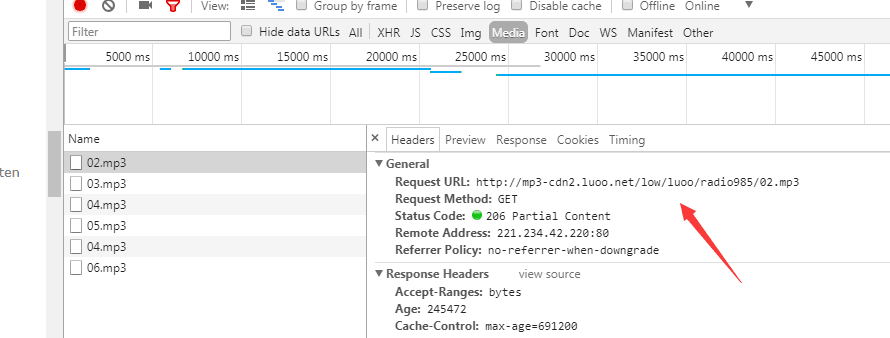 View: Group by frame Preserve log Disable cache Offline Online
Filter Hide data URLs All XHR JS CSS Img Media Font Doc WS Manifest Other
5000 ms 10000 ms 15000 ms 20000 ms 25000 ms 30000 ms 35000 ms 40000 ms 45000 ms
Name
× Headers Preview Response Cookies Timing
ten
02.mp3
03.mp3
04.mp3
05.mp3
04.mp3
06.mp3
General
Request URL: http://mp3-cdn2.luoo.net/low/luoo/radio985/02.mp3
Request Method: GET
Status Code: 206 Partial Content
Remote Address: 221.234.42.220:80
Referrer Policy: no-referrer-when-downgrade
Response Headers view source
Accept-Ranges: bytes
Age: 245472
Cache-Control: max-age=691200